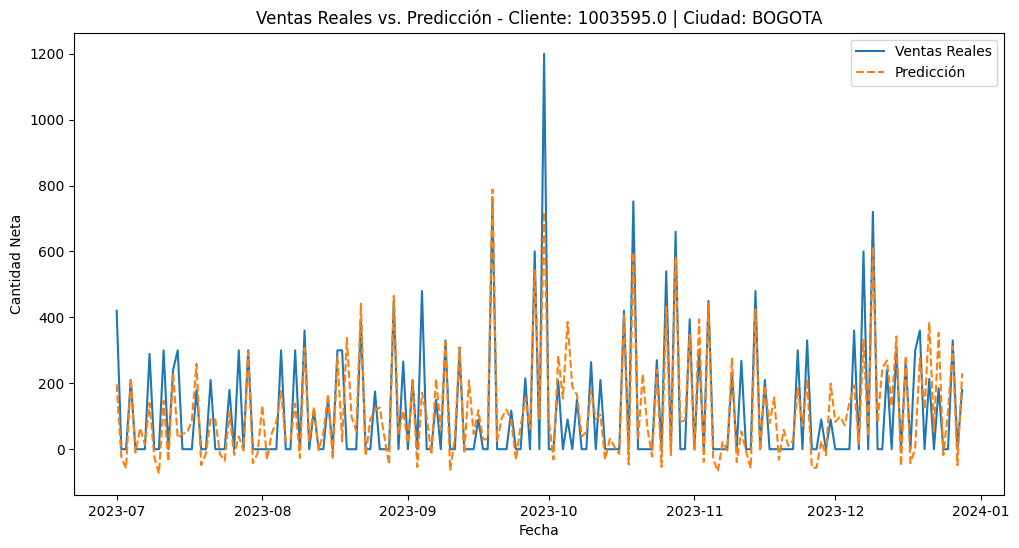 Ventas Reales vs. Predicción - Cliente: 1003595.0 | Ciudad: BOGOTA
Ventas Reales
Predicción
Cantidad Neta
1200
1000
800
600
400
200
0
2023-07
2023-08
2023-09
2023-10
2023-11
2023-12
2024-01
Fecha